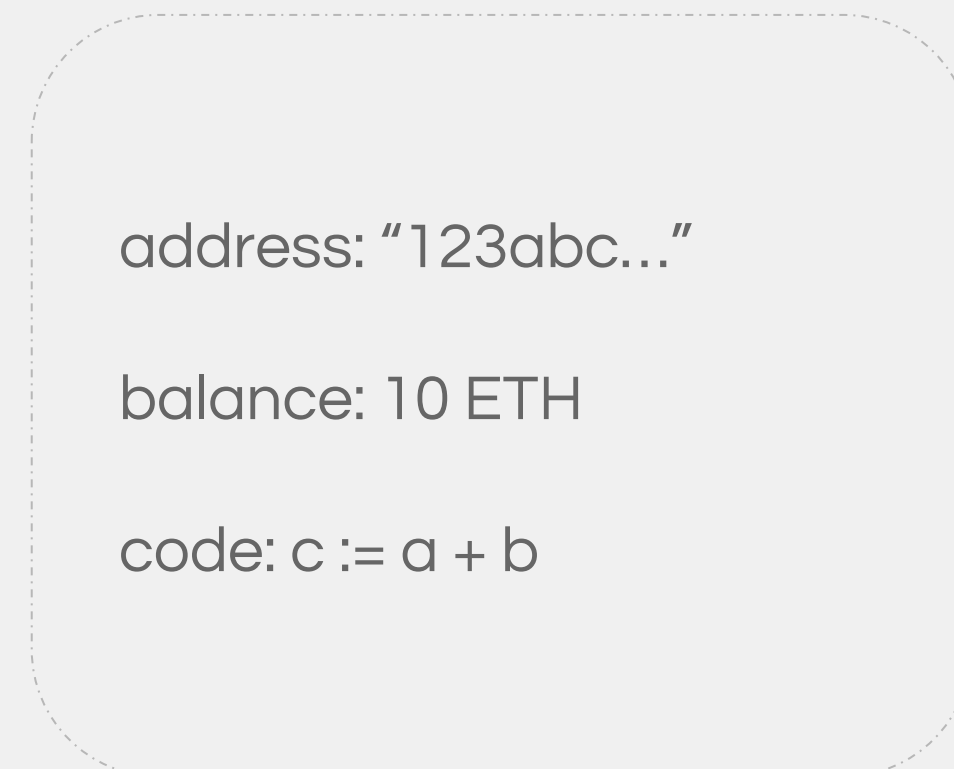 address: “123abc…”
balance: 10 ETH
code: c := a + b